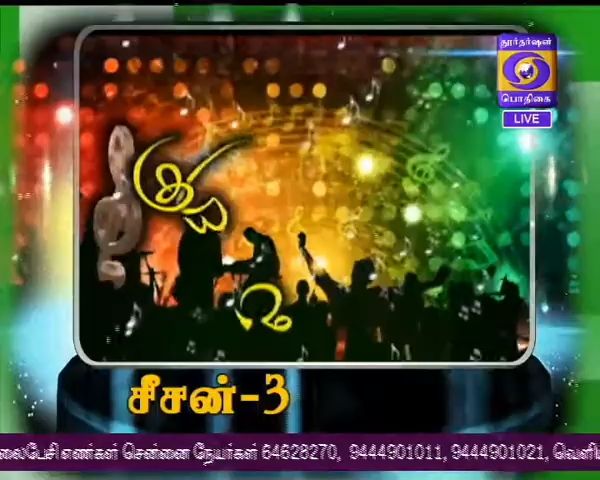 தூர்தர்ஷன்
பொதிகை
LIVE
சீசன்-3
லைபேசி எண்கள் சென்னை நேயர்கள் 64628270, 9444901011, 9444901021, வெளி